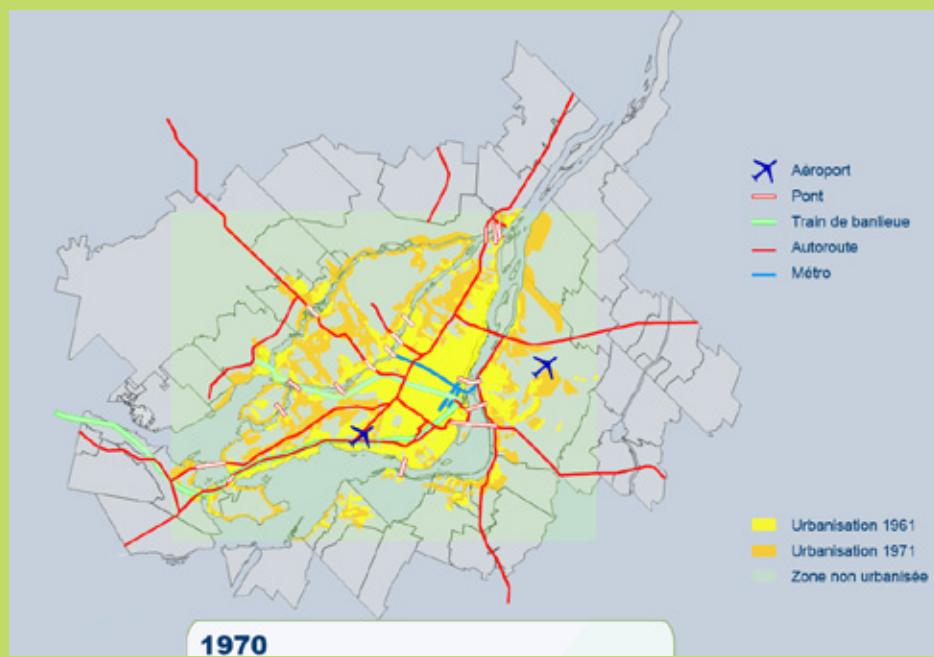 Aéroport
Pont
Train de banlieue
Autoroute
Métro
Urbanisation 1961
Urbanisation 1971
Zone non urbanisée
1970